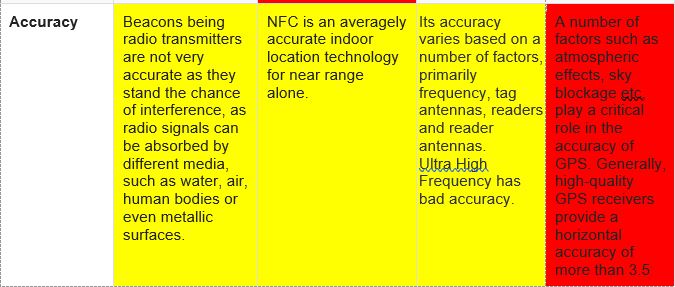 Accuracy
Beacons being
radio transmitters
are not very
accurate as they
stand the chance
of interference, as
radio signals can
be absorbed by
different media,
such as water, air,
human bodies or
even metallic
surfaces.
NFC is an averagely
accurate indoor
location technology
for near range
alone.
Its accuracy
varies based on a
number of factors,
primarily
frequency, tag
antennas, readers
and reader
antennas.
Ultra High
Frequency has
bad accuracy.
A number of
factors such as
atmospheric
effects, sky
blockage etc.
play a critical
role in the
accuracy of
GPS. Generally,
high-quality
GPS receivers
provide a
horizontal
accuracy of
more than 3.5